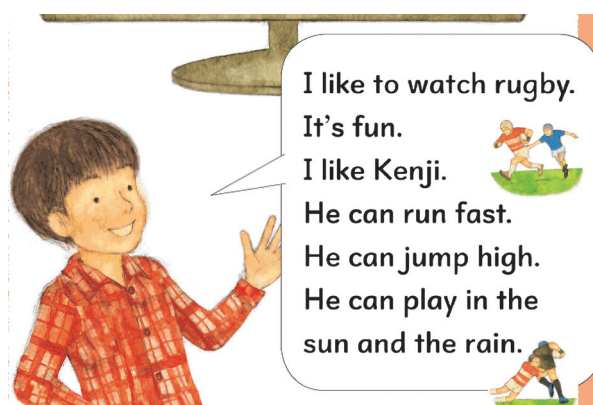 I like to watch rugby.
It's fun.
I like Kenji.
He can run fast.
He can jump high.
He can play in the
sun and the rain.